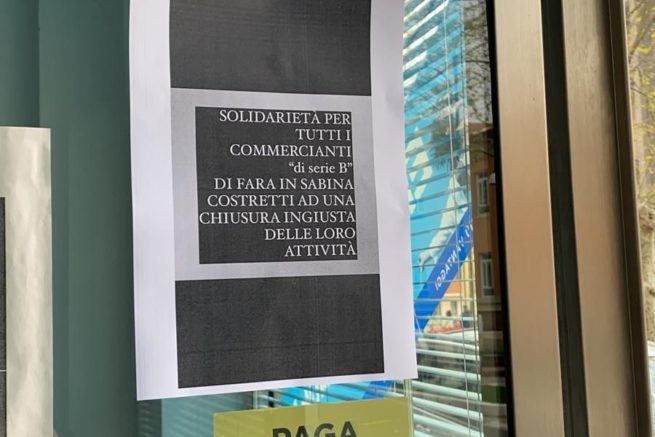 SOLIDARIETÀ PER
TUTTI I
COMMERCIANTI
“di serie B”
DI FARA IN SABINA
COSTRETTI AD UNA
CHIUSURA INGIUSTA
DELLE LORO
ATTIVITÀ
PAGA